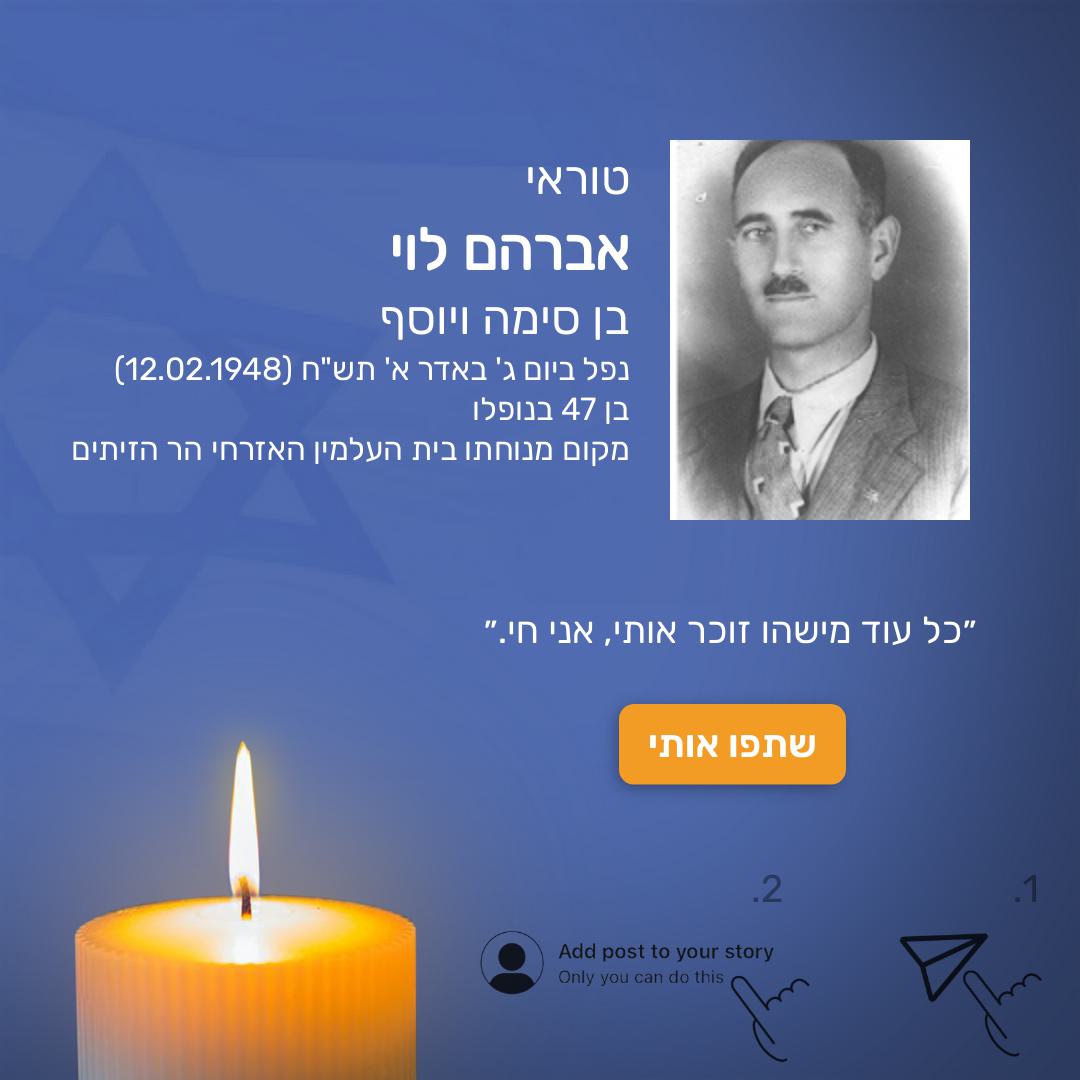 טוראי
אברהם לוי
בן סימה ויוסף
נפל ביום ג' באדר א' תש"ח (12.02.1948)
בן 47 בנופלו
מקום מנוחתו בית העלמין האזרחי הר הזיתים
״כל עוד מישהו זוכר אותי, אני חי.״
שתפו אותי
.1
.2
Add post to your story
Only you can do this